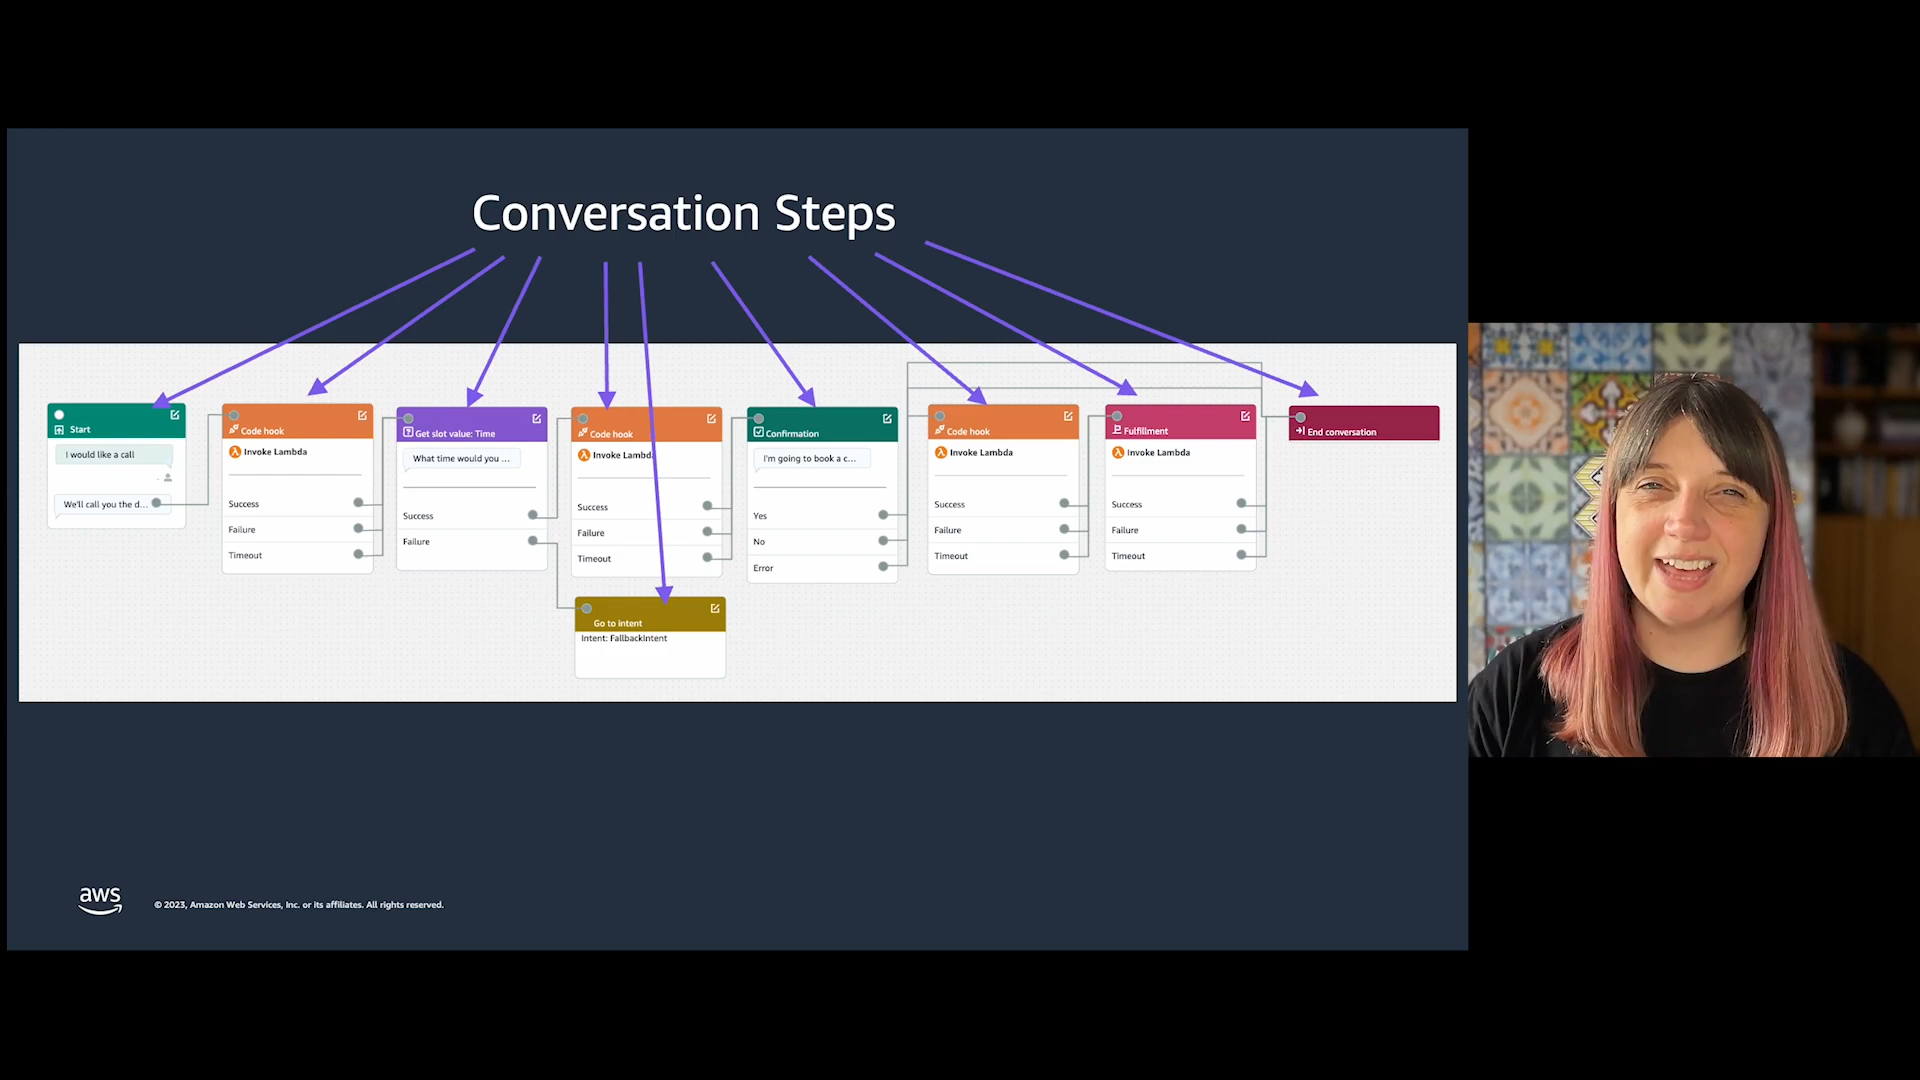 Conversation Steps
Start
I would like a call
We'll call you the d...
Code hook
Invoke Lambda
Success
Failure
Timeout
Get slot value: Time
What time would you ...
Success
Failure
Code hook
Invoke Lambda
Success
Failure
Timeout
Go to intent
Intent: FallbackIntent
Confirmation
I'm going to book a c...
Yes
No
Error
Code hook
Invoke Lambda
Success
Failure
Timeout
Fulfillment
Invoke Lambda
Success
Failure
Timeout
End conversation
aws
© 2023, Amazon Web Services, Inc. or its affiliates. All rights reserved.